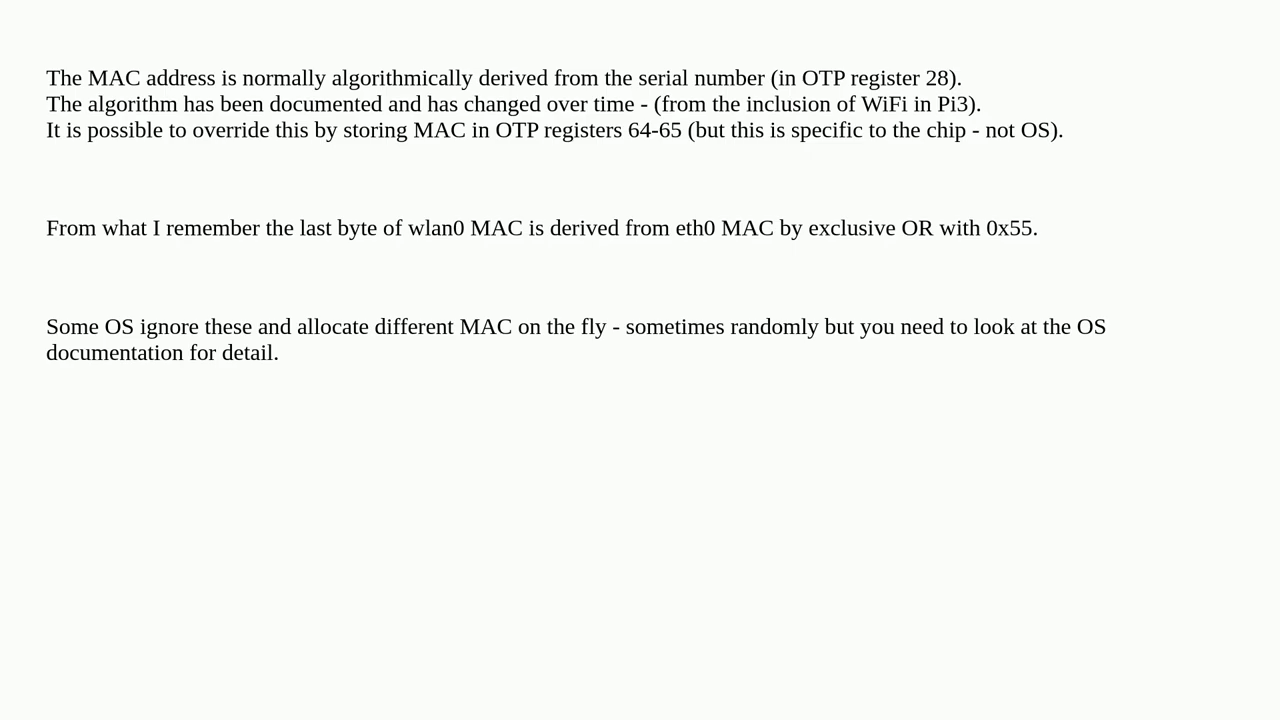 The MAC address is normally algorithmically derived from the serial number (in OTP register 28).
The algorithm has been documented and has changed over time - (from the inclusion of WiFi in Pi3).
It is possible to override this by storing MAC in OTP registers 64-65 (but this is specific to the chip - not OS).
From what I remember the last byte of wlan0 MAC is derived from eth0 MAC by exclusive OR with 0x55.
Some OS ignore these and allocate different MAC on the fly - sometimes randomly but you need to look at the OS
documentation for detail.